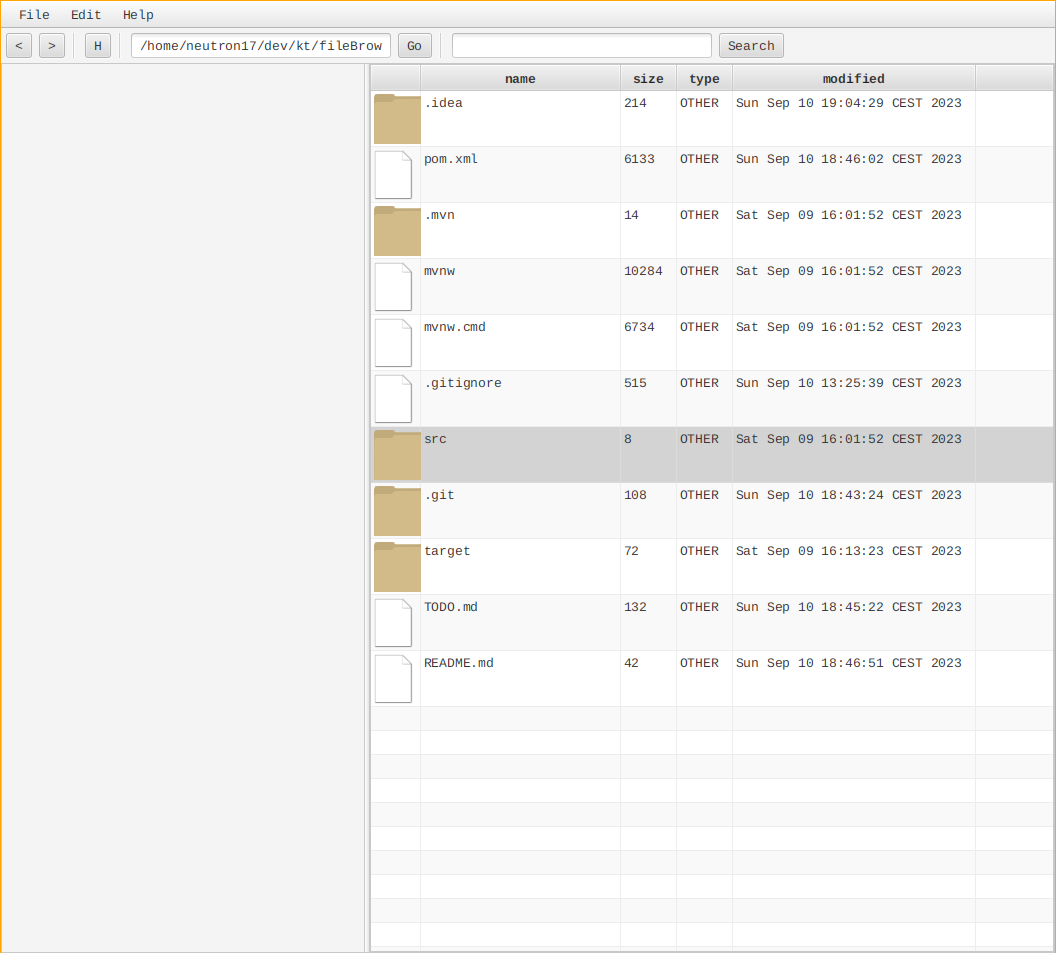 File Edit Help
< > H /home/neutron17/dev/kt/fileBrow Go Search
name size type modified
.idea 214 OTHER Sun Sep 10 19:04:29 CEST 2023
pom.xml 6133 OTHER Sun Sep 10 18:46:02 CEST 2023
.mvn 14 OTHER Sat Sep 09 16:01:52 CEST 2023
mvnw 10284 OTHER Sat Sep 09 16:01:52 CEST 2023
mvnw.cmd 6734 OTHER Sat Sep 09 16:01:52 CEST 2023
.gitignore 515 OTHER Sun Sep 10 13:25:39 CEST 2023
src 8 OTHER Sat Sep 09 16:01:52 CEST 2023
.git 108 OTHER Sun Sep 10 18:43:24 CEST 2023
target 72 OTHER Sat Sep 09 16:13:23 CEST 2023
TODO.md 132 OTHER Sun Sep 10 18:45:22 CEST 2023
README.md 42 OTHER Sun Sep 10 18:46:51 CEST 2023